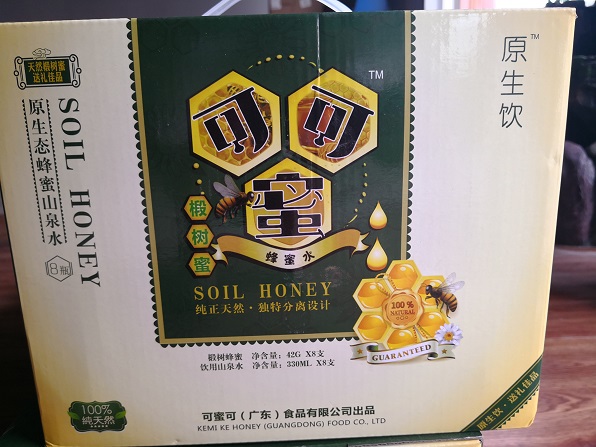 天然椴树蜜
送礼佳品
SOIL HONEY
原生态蜂蜜山泉水
8瓶
原生饮™
可可™
蜜
椴树蜜
蜂蜜水
SOIL HONEY
纯正天然·独特分离设计
100%
NATURAL
GUARANTEED
椴树蜂蜜 净含量: 42G X8支
饮用山泉水 净含量: 330ML X8支
100%
纯天然
可蜜可（广东）食品有限公司出品
KEMI KE HONEY (GUANGDONG) FOOD CO., LTD
原生饮·送礼佳品